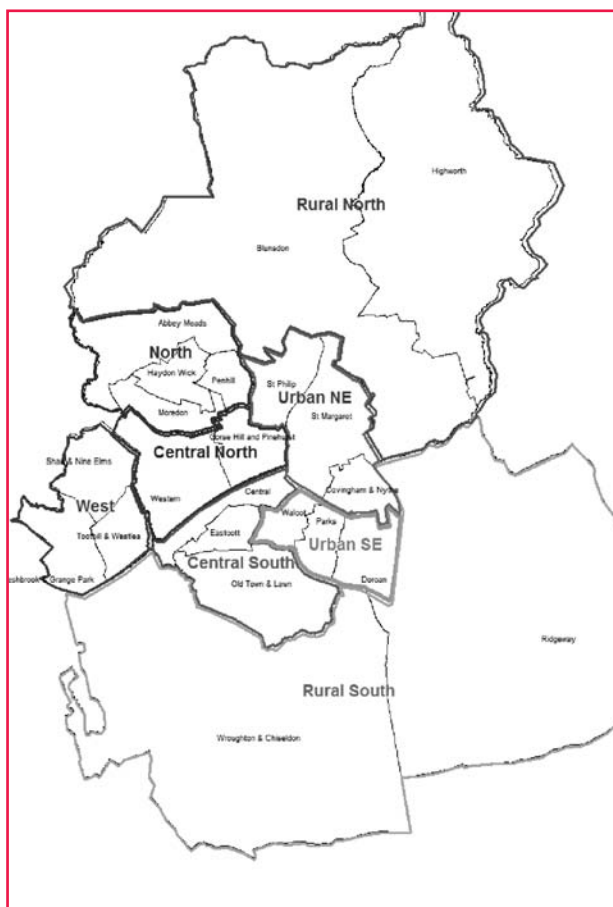 Highworth
Rural North
Blunsdon
Abbey Meads
North
Haydon Wick
Penhill
St Philip
Urban NE
Moredon
St Margaret
Gorse Hill and Pinehurst
Central North
Shaw & Nine Elms
Covingham & Nythe
Central
West
Western
Walcot
Parks
Toothill & Westlea
Eastcott
Urban SE
Central South
shbrook
Grange Park
Old Town & Lawn
Dorcan
Ridgeway
Rural South
Wroughton & Chiseldon